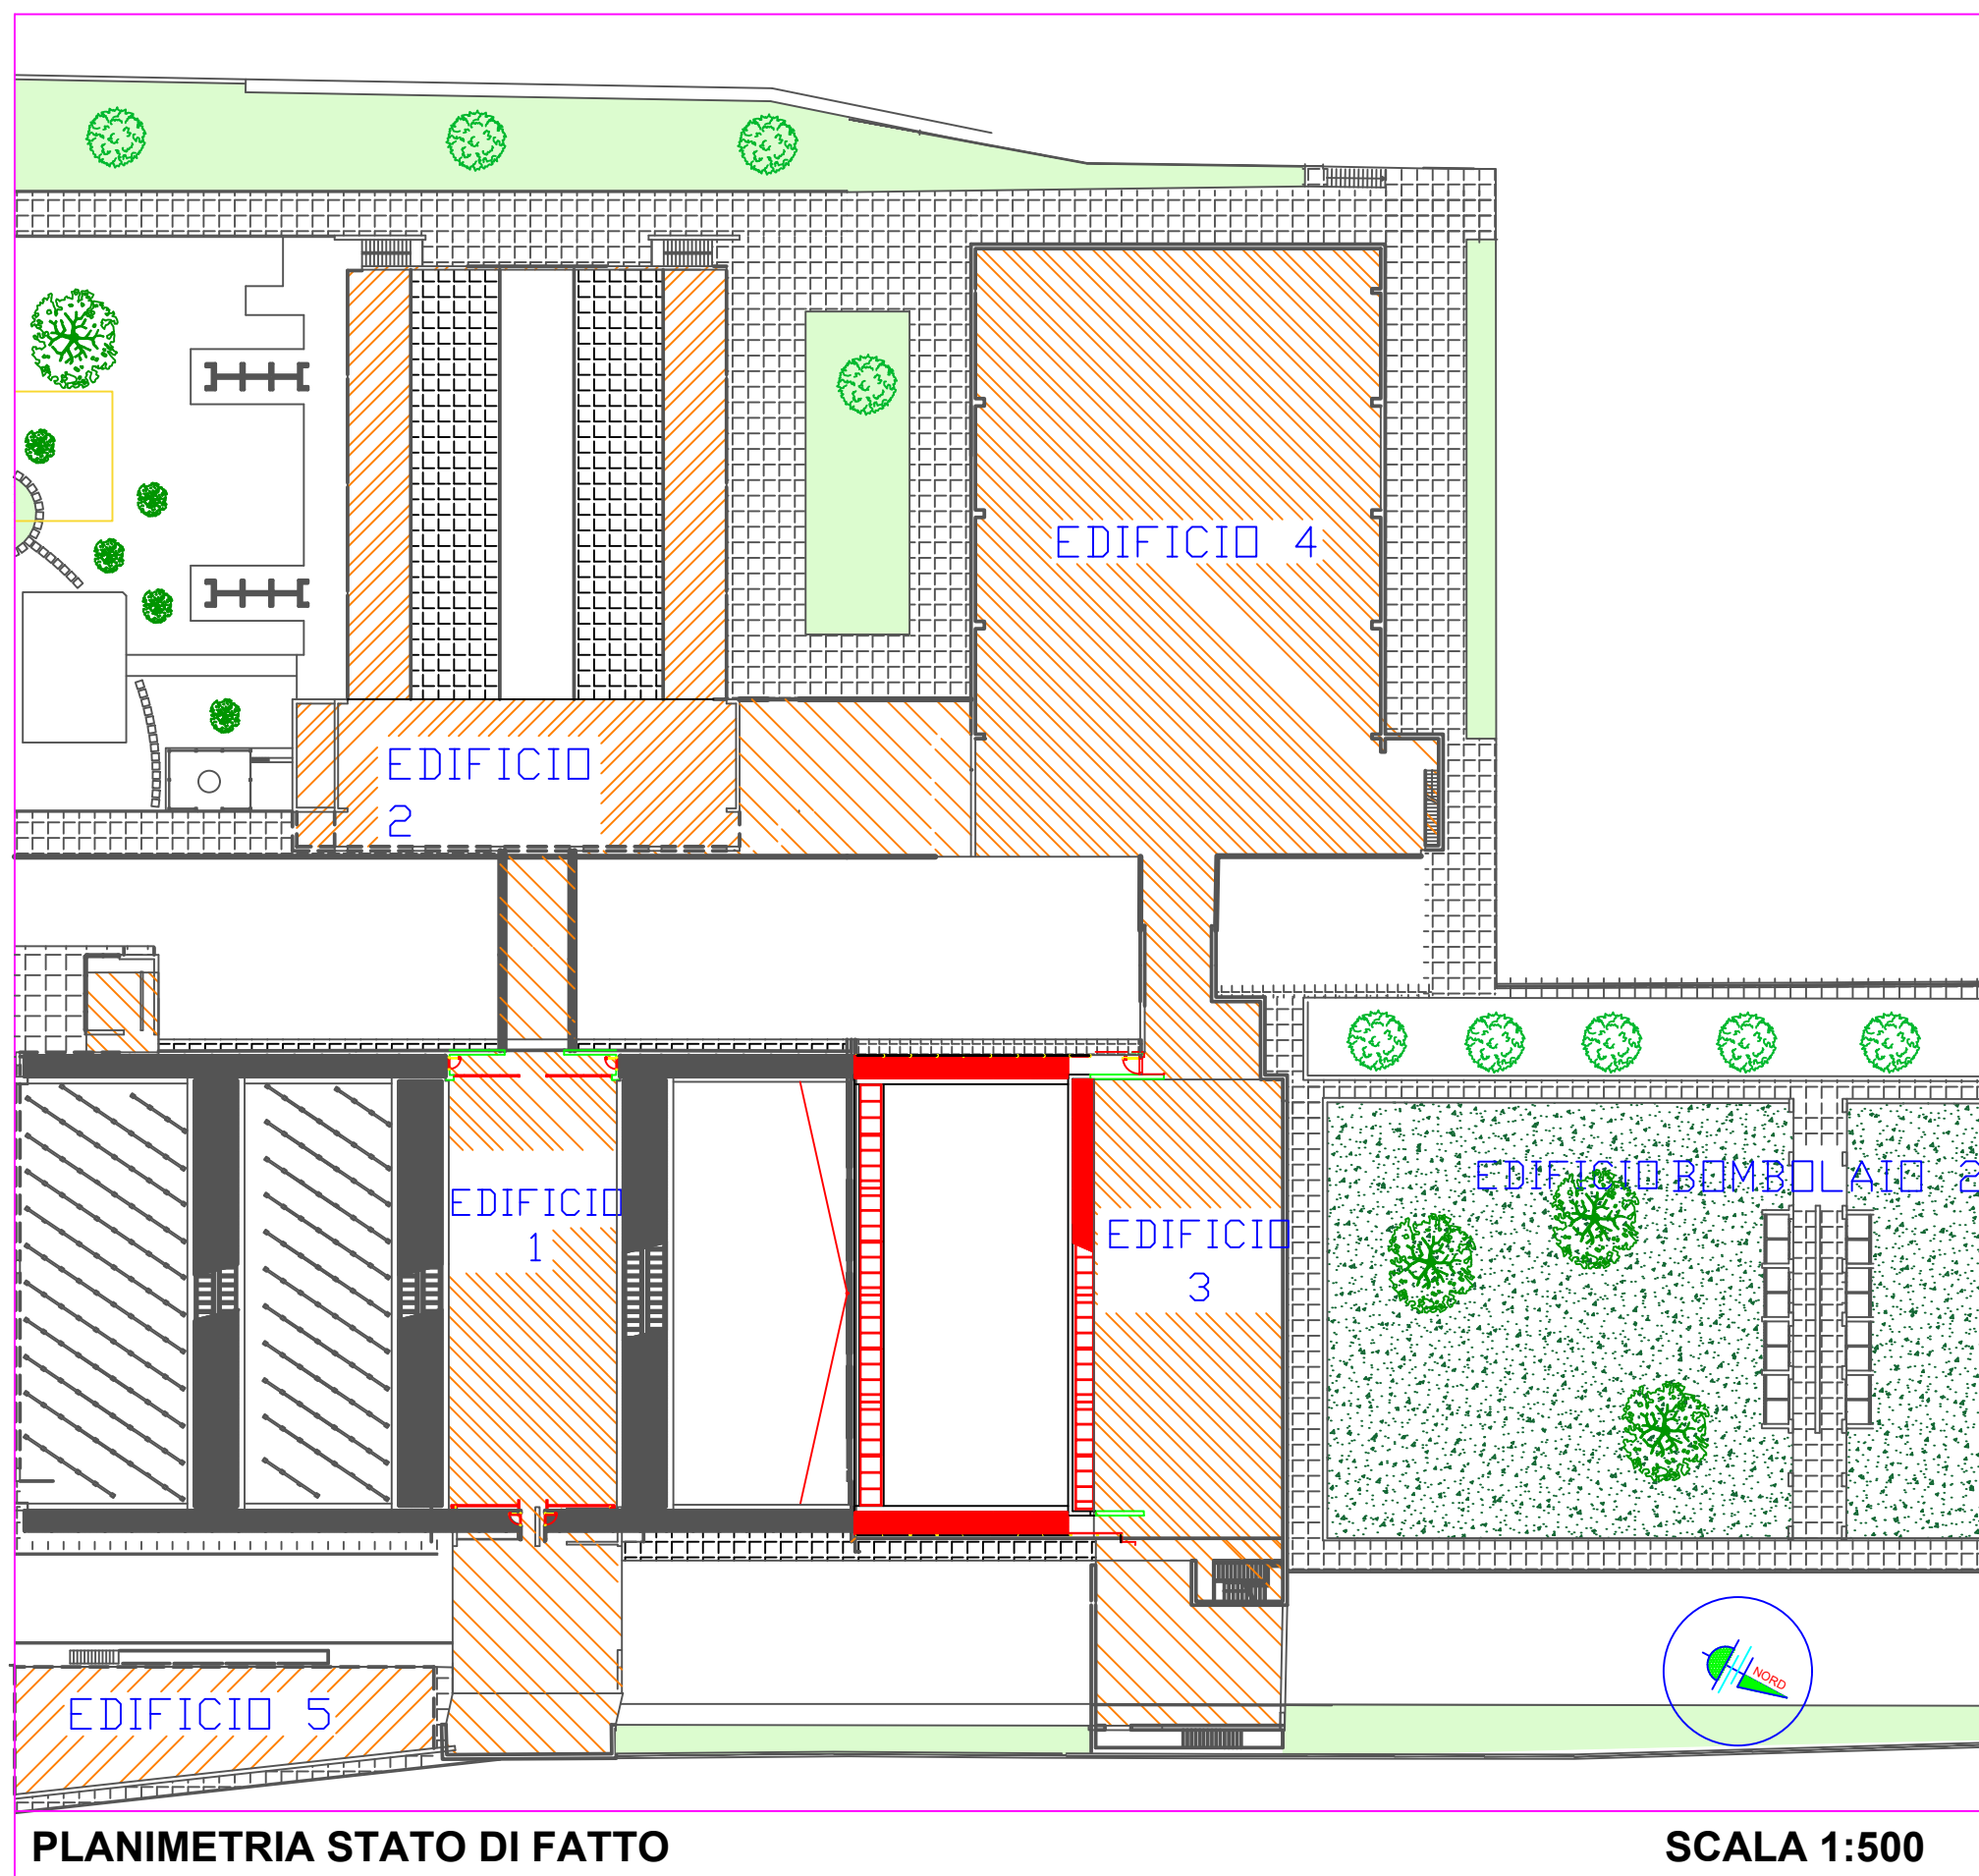 EDIFICIO 4
EDIFICIO
2
EDIFICIO
1
EDIFICIO
3
EDIFICIO BOMBOLAIO 2
NORD
EDIFICIO 5
PLANIMETRIA STATO DI FATTO
SCALA 1:500